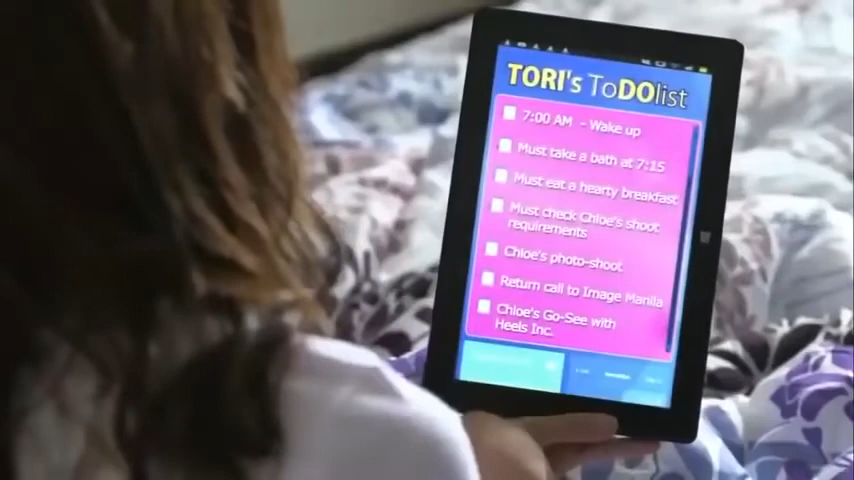 TORI's ToDOlist
7:00 AM - Wake up
Must take a bath at 7:15
Must eat a hearty breakfast
Must check Chloe's shoot
requirements
Chloe's photo-shoot
Return call to Image Manila
Chloe's Go-See with
Heels Inc.